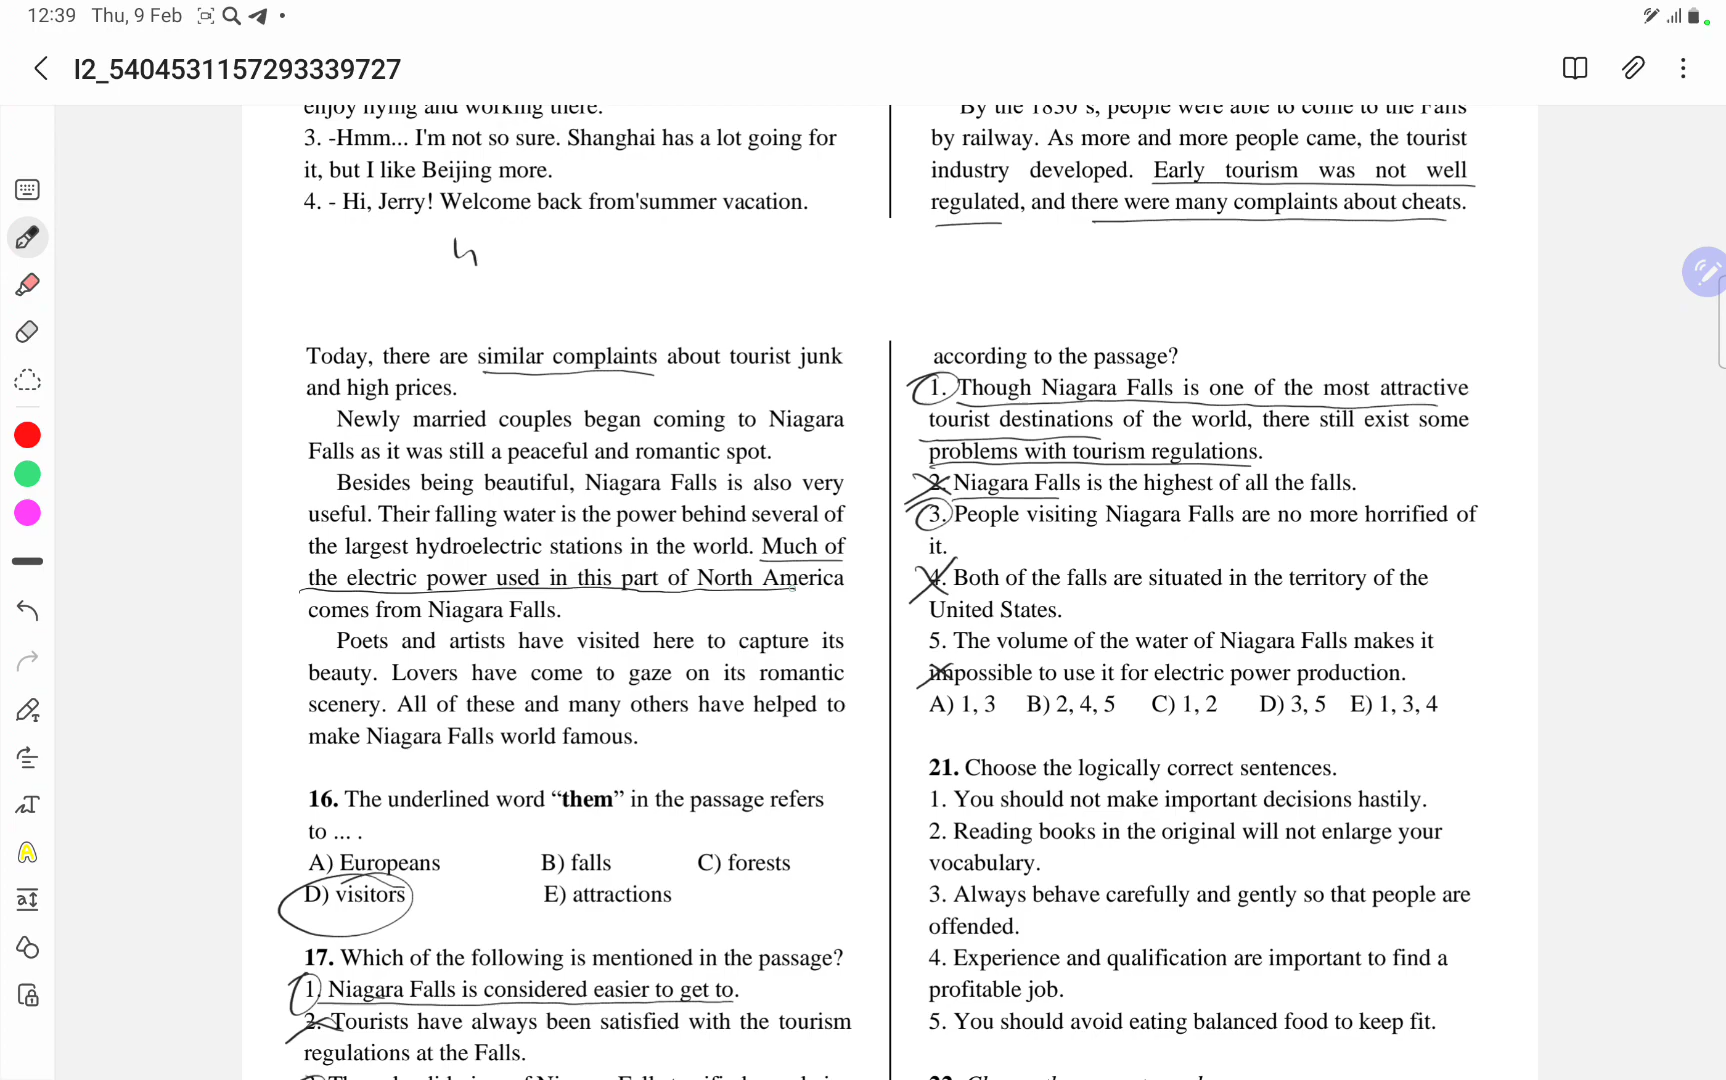 12:39 Thu, 9 Feb
I2_5404531157293339727
enjoy flying and working there.
3. -Hmm... I'm not so sure. Shanghai has a lot going for
it, but I like Beijing more.
4. - Hi, Jerry! Welcome back from'summer vacation.
Today, there are similar complaints about tourist junk
and high prices.
Newly married couples began coming to Niagara
Falls as it was still a peaceful and romantic spot.
Besides being beautiful, Niagara Falls is also very
useful. Their falling water is the power behind several of
the largest hydroelectric stations in the world. Much of
the electric power used in this part of North America
comes from Niagara Falls.
Poets and artists have visited here to capture its
beauty. Lovers have come to gaze on its romantic
scenery. All of these and many others have helped to
make Niagara Falls world famous.
16. The underlined word “them” in the passage refers
to ... .
A) Europeans B) falls C) forests
D) visitors E) attractions
17. Which of the following is mentioned in the passage?
1. Niagara Falls is considered easier to get to.
2. Tourists have always been satisfied with the tourism
regulations at the Falls.
By the 1830's, people were able to come to the Falls
by railway. As more and more people came, the tourist
industry developed. Early tourism was not well
regulated, and there were many complaints about cheats.
according to the passage?
1. Though Niagara Falls is one of the most attractive
tourist destinations of the world, there still exist some
problems with tourism regulations.
2. Niagara Falls is the highest of all the falls.
3. People visiting Niagara Falls are no more horrified of
it.
4. Both of the falls are situated in the territory of the
United States.
5. The volume of the water of Niagara Falls makes it
impossible to use it for electric power production.
A) 1, 3 B) 2, 4, 5 C) 1, 2 D) 3, 5 E) 1, 3, 4
21. Choose the logically correct sentences.
1. You should not make important decisions hastily.
2. Reading books in the original will not enlarge your
vocabulary.
3. Always behave carefully and gently so that people are
offended.
4. Experience and qualification are important to find a
profitable job.
5. You should avoid eating balanced food to keep fit.